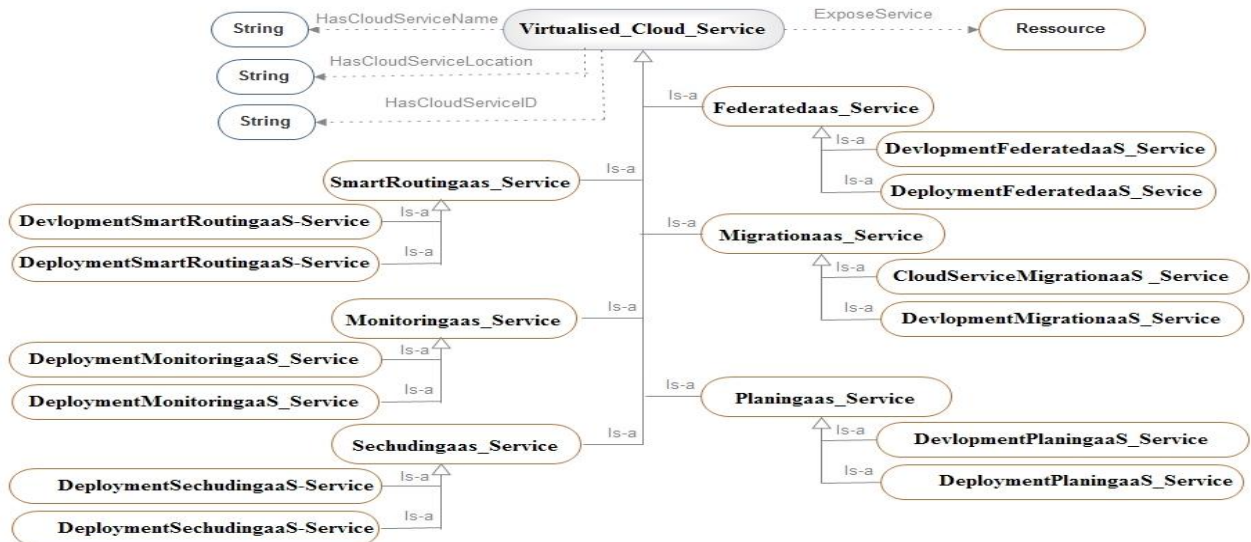 String
HasCloudServiceName
Virtualised_Cloud_Service
ExposeService
Ressource
String
HasCloudServiceLocation
String
HasCloudServiceID
Is-a
Federatedaas_Service
Is-a
DevlopmentFederatedaaS_Service
Is-a
DeploymentFederatedaaS_Sevice
Is-a
SmartRoutingaas_Service
DevlopmentSmartRoutingaaS-Service
Is-a
DeploymentSmartRoutingaaS-Service
Is-a
Is-a
Migrationaas_Service
Is-a
CloudServiceMigrationaaS _Service
Is-a
DevlopmentMigrationaaS_Service
Monitoringaas_Service
Is-a
DeploymentMonitoringaaS_Service
Is-a
DeploymentMonitoringaaS_Service
Is-a
Is-a
Planingaas_Service
Is-a
DevlopmentPlaningaaS_Service
Is-a
DeploymentPlaningaaS_Service
Sechudingaas_Service
Is-a
DeploymentSechudingaaS-Service
Is-a
DeploymentSechudingaaS-Service
Is-a